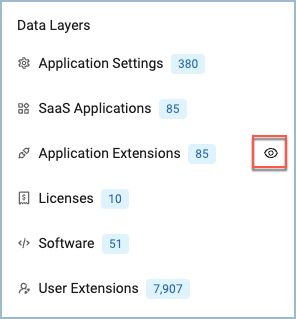 Data Layers
Application Settings 380
SaaS Applications 85
Application Extensions 85
Licenses 10
Software 51
User Extensions 7,907